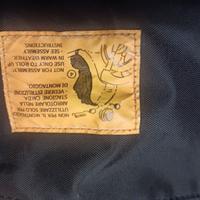 NON PER IL MONTAGGIO
UTILIZZARE SOLO PER
ARROTOLARE NELLA
STAGIONE CALDA
- VEDERE ISTRUZIONI
DI MONTAGGIO
NOT FOR ASSEMBLY
USE ONLY TO ROLL UP
IN WARM WEATHER.
- SEE ASSEMBLY
INSTRUCTIONS.